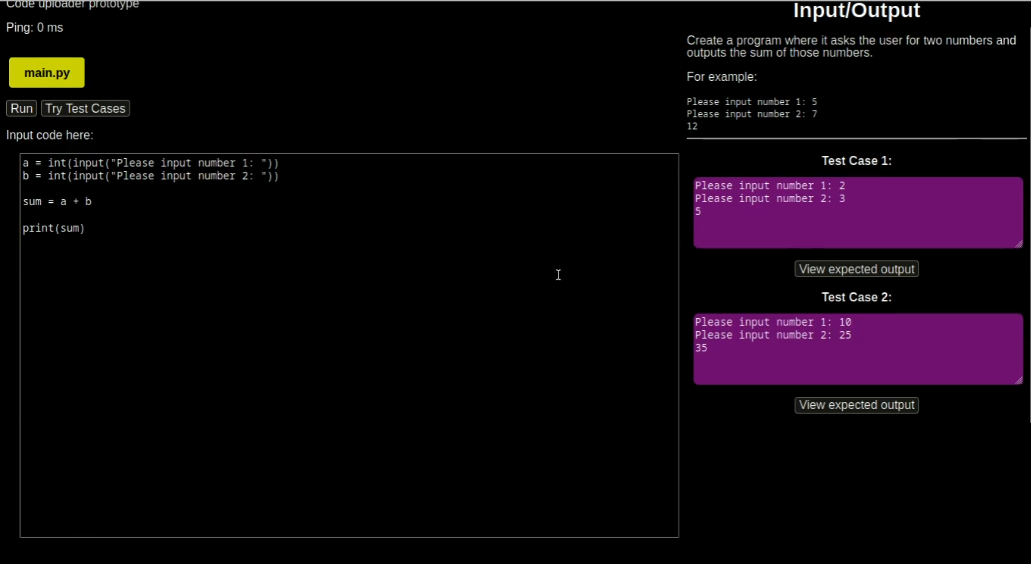 Code uploader prototype
Ping: 0 ms
main.py
Run Try Test Cases
Input code here:
a = int(input("Please input number 1: "))
b = int(input("Please input number 2: "))
sum = a + b
print(sum)
Input/Output
Create a program where it asks the user for two numbers and
outputs the sum of those numbers.
For example:
Please input number 1: 5
Please input number 2: 7
12
Test Case 1:
Please input number 1: 2
Please input number 2: 3
5
View expected output
Test Case 2:
Please input number 1: 10
Please input number 2: 25
35
View expected output